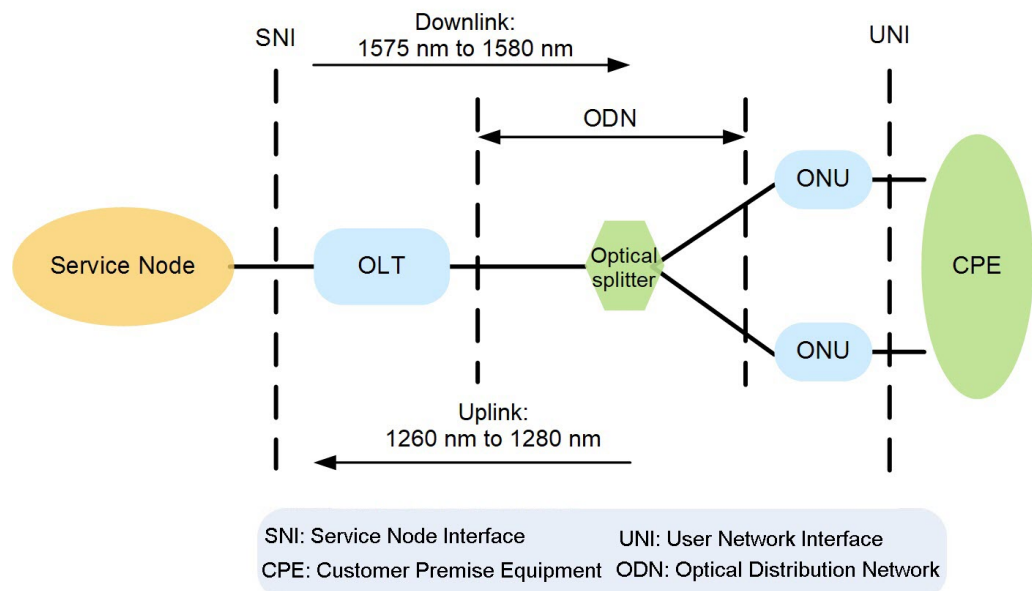 Downlink:
1575 nm to 1580 nm
SNI
UNI
ODN
ONU
Service Node
OLT
Optical
splitter
CPE
ONU
Uplink:
1260 nm to 1280 nm
SNI: Service Node Interface
UNI: User Network Interface
CPE: Customer Premise Equipment
ODN: Optical Distribution Network